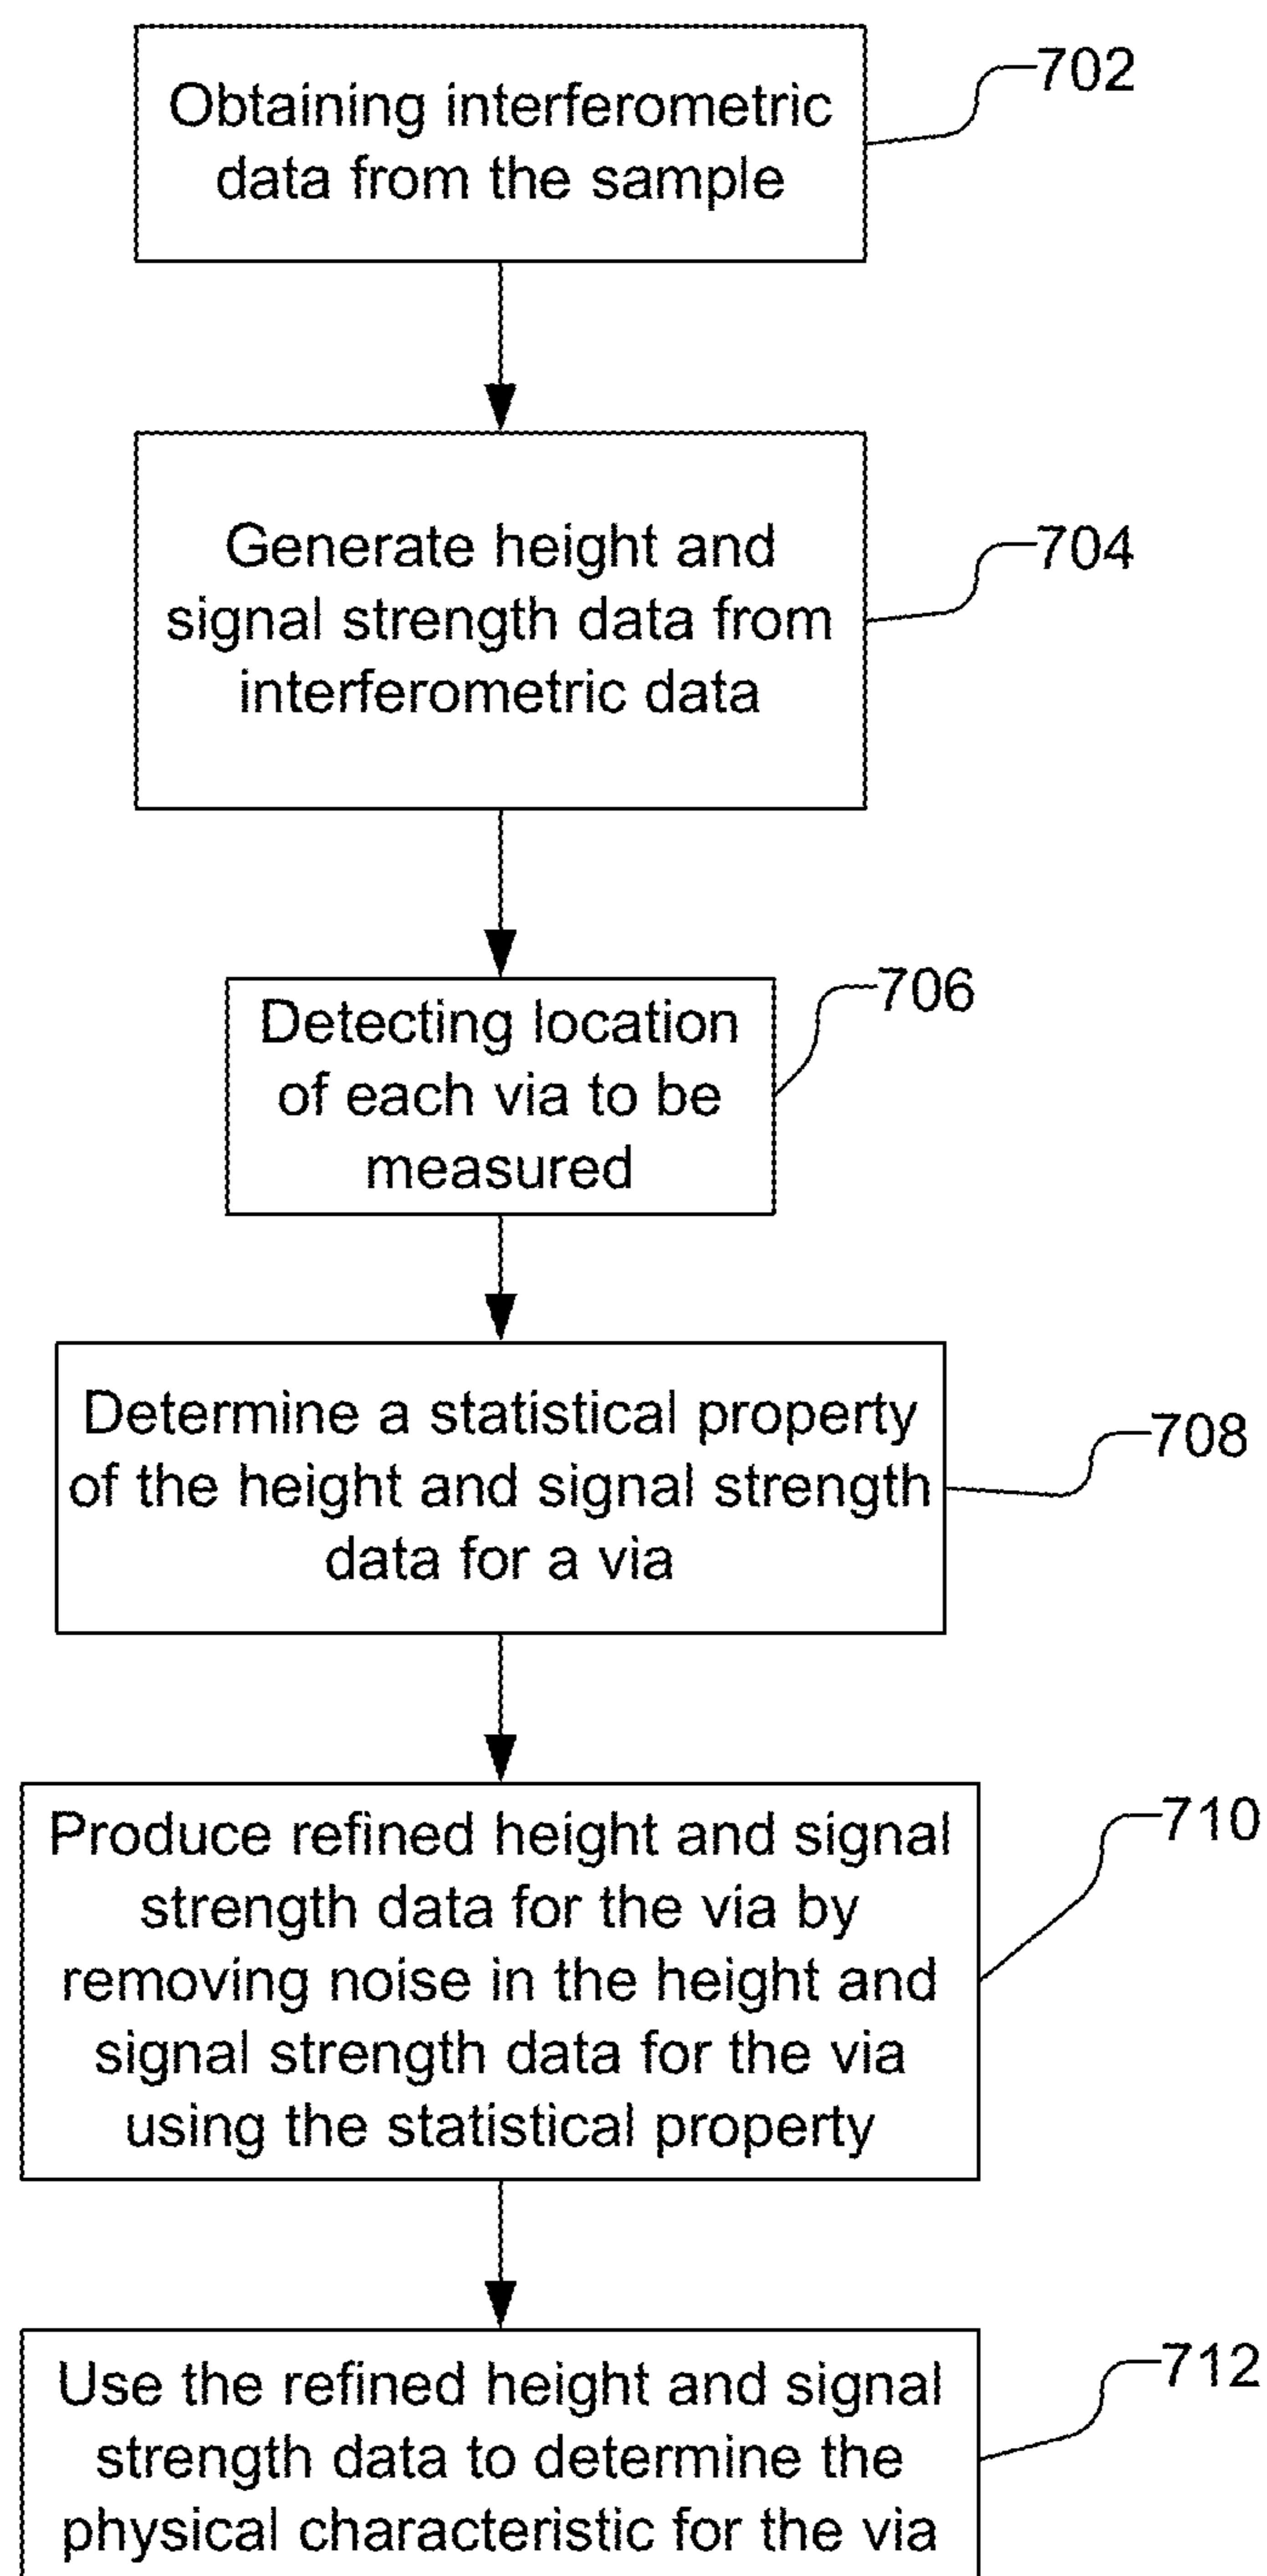 Obtaining interferometric
data from the sample
702
Generate height and
signal strength data from
interferometric data
704
Detecting location
of each via to be
measured
706
Determine a statistical property
of the height and signal strength
data for a via
708
Produce refined height and signal
strength data for the via by
removing noise in the height and
signal strength data for the via
using the statistical property
710
Use the refined height and signal
strength data to determine the
physical characteristic for the via
712